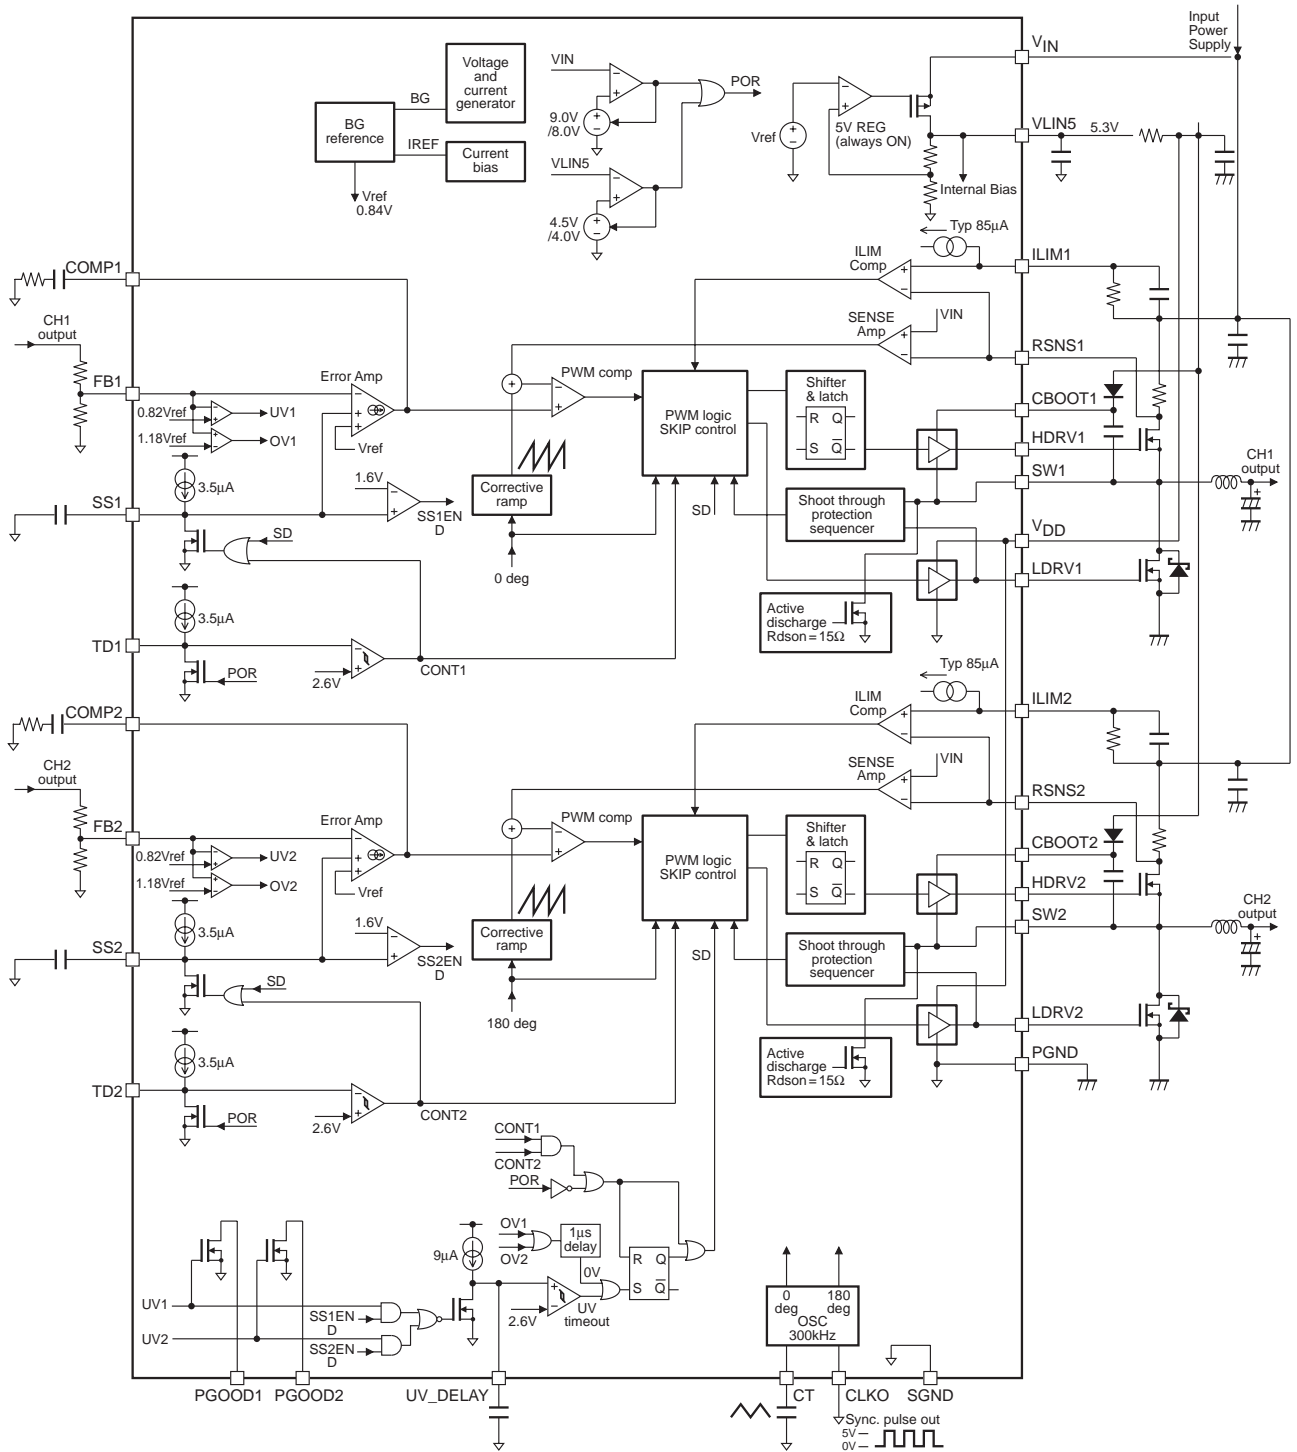 Input
Power
Supply
VIN
Voltage
and
current
generator
VIN
POR
BG
BG
reference
9.0V
/8.0V
IREF
Current
bias
Vref
5V REG
(always ON)
VLIN5
5.3V
VLIN5
Vref
0.84V
Internal Bias
4.5V
/4.0V
Typ 85µA
COMP1
ILIM
Comp
ILIM1
CH1
output
SENSE
Amp
VIN
RSNS1
FB1
Error Amp
PWM comp
PWM logic
SKIP control
Shifter
& latch
R Q
S Q
CBOOT1
0.82Vref
UV1
1.18Vref
OV1
Vref
HDRV1
CH1
output
3.5µA
1.6V
Corrective
ramp
SW1
SS1
SS1EN
D
SD
Shoot through
protection
sequencer
SD
VDD
0 deg
LDRV1
3.5µA
Active
discharge
Rdson=15Ω
TD1
POR
2.6V
CONT1
Typ 85µA
COMP2
ILIM
Comp
ILIM2
CH2
output
SENSE
Amp
VIN
RSNS2
FB2
Error Amp
PWM comp
PWM logic
SKIP control
Shifter
& latch
R Q
S Q
CBOOT2
0.82Vref
UV2
1.18Vref
OV2
Vref
HDRV2
CH2
output
3.5µA
1.6V
Corrective
ramp
SW2
SS2
SS2EN
D
SD
Shoot through
protection
sequencer
SD
180 deg
LDRV2
3.5µA
Active
discharge
Rdson=15Ω
PGND
TD2
POR
2.6V
CONT2
CONT1
CONT2
POR
OV1
OV2
1µs
delay
9µA
0V
R Q
S Q
UV1
SS1EN
D
2.6V
UV
timeout
UV2
SS2EN
D
0
deg
180
deg
OSC
300kHz
PGOOD1
PGOOD2
UV_DELAY
CT
CLKO
SGND
Sync. pulse out
5V
0V